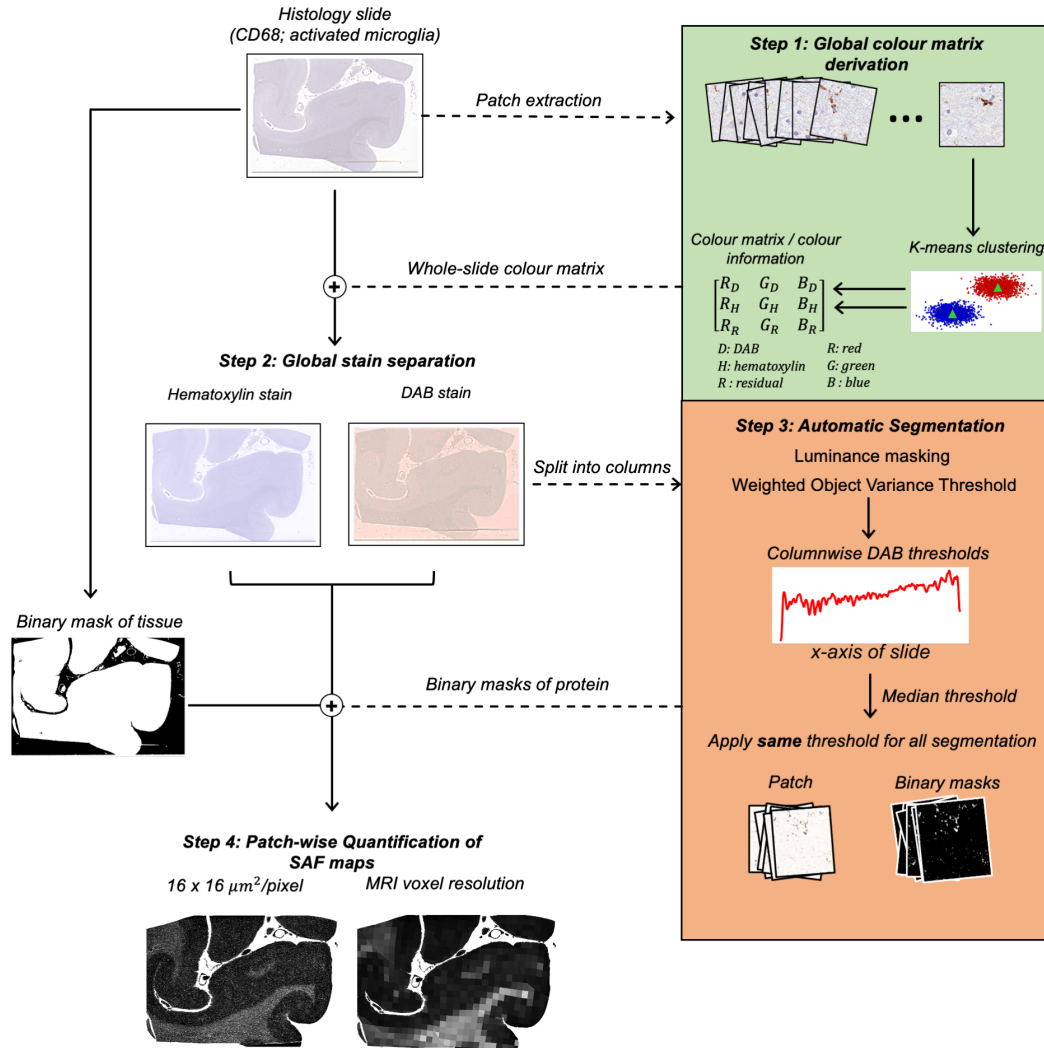 Histology slide
(CD68; activated microglia)
Patch extraction
Step 1: Global colour matrix
derivation
Colour matrix / colour
information
K-means clustering
R_D G_D B_D
R_H G_H B_H
R_R G_R B_R
D: DAB R: red
H: hematoxylin G: green
R : residual B : blue
Whole-slide colour matrix
Step 2: Global stain separation
Hematoxylin stain DAB stain
Split into columns
Step 3: Automatic Segmentation
Luminance masking
Weighted Object Variance Threshold
Columnwise DAB thresholds
x-axis of slide
Median threshold
Apply same threshold for all segmentation
Patch Binary masks
Binary mask of tissue
Binary masks of protein
Step 4: Patch-wise Quantification of
SAF maps
16 x 16 μm²/pixel MRI voxel resolution